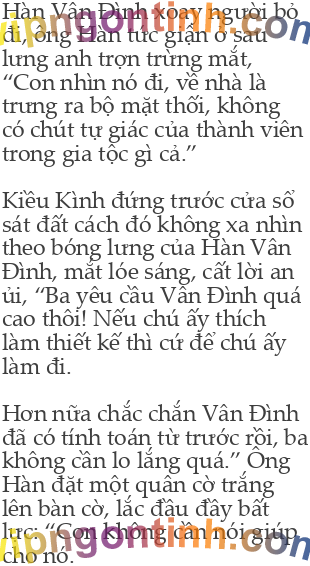 Hàn Vân Đình xoay người bỏ
đi, ông Hàn tức giận ở sau
lưng anh trợn trừng mắt,
“Con nhìn nó đi, về nhà là
trưng ra bộ mặt thối, không
có chút tự giác của thành viên
trong gia tộc gì cả.”
Kiều Kình đứng trước cửa sổ
sát đất cách đó không xa nhìn
theo bóng lưng của Hàn Vân
Đình, mắt lóe sáng, cất lời an
ủi, “Ba yêu cầu Vân Đình quá
cao thôi! Nếu chú ấy thích
làm thiết kế thì cứ để chú ấy
làm đi.
Hơn nữa chắc chắn Vân Đình
đã có tính toán từ trước rồi, ba
không cần lo lắng quá.” Ông
Hàn đặt một quân cờ trắng
lên bàn cờ, lắc đầu đầy bất
lực: “Con không cần nói giúp
cho nó.
vipngontinh.com
vipngontinh.com